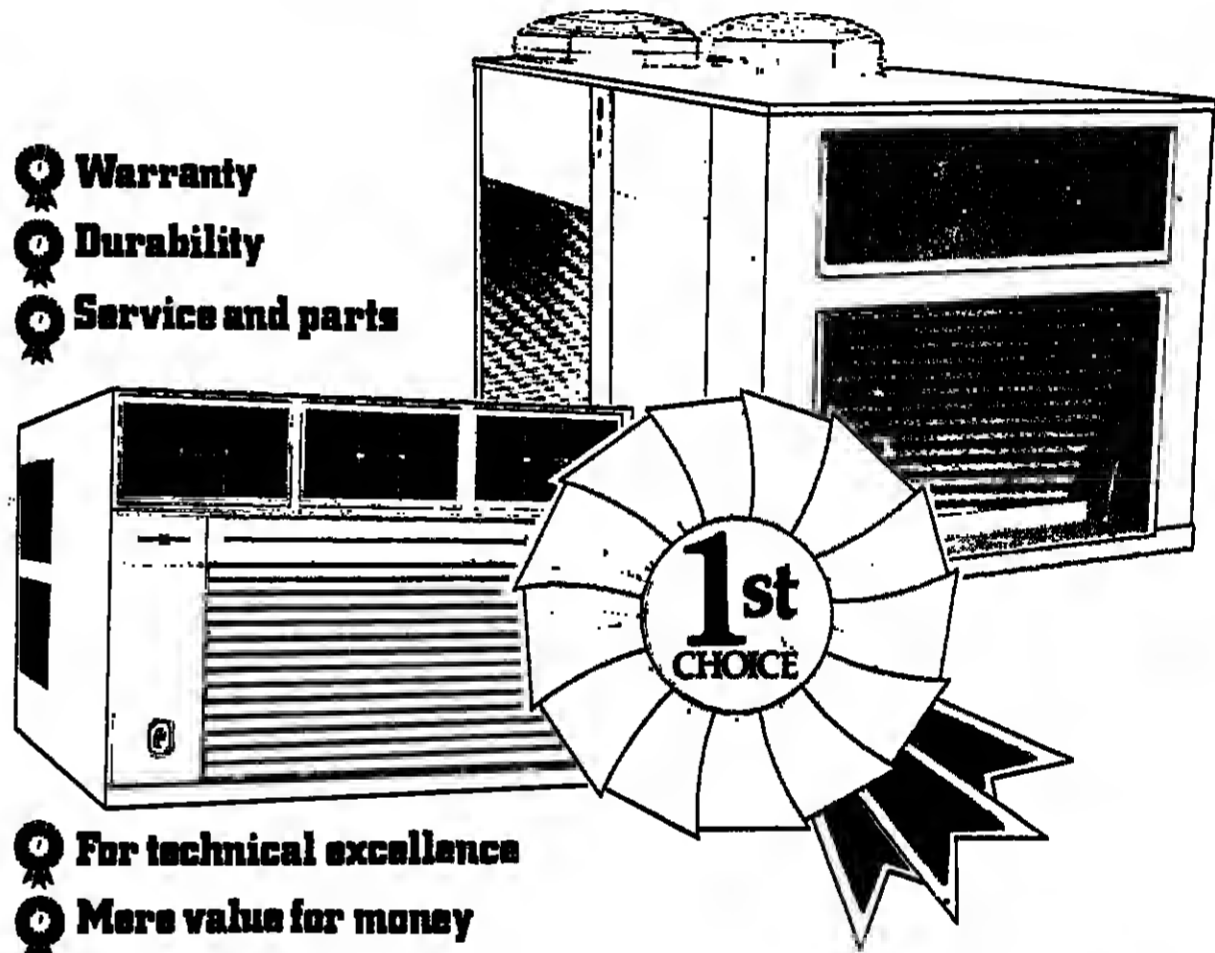 Warranty
Durability
Service and parts
1st
CHOICE
For technical excellence
More value for money